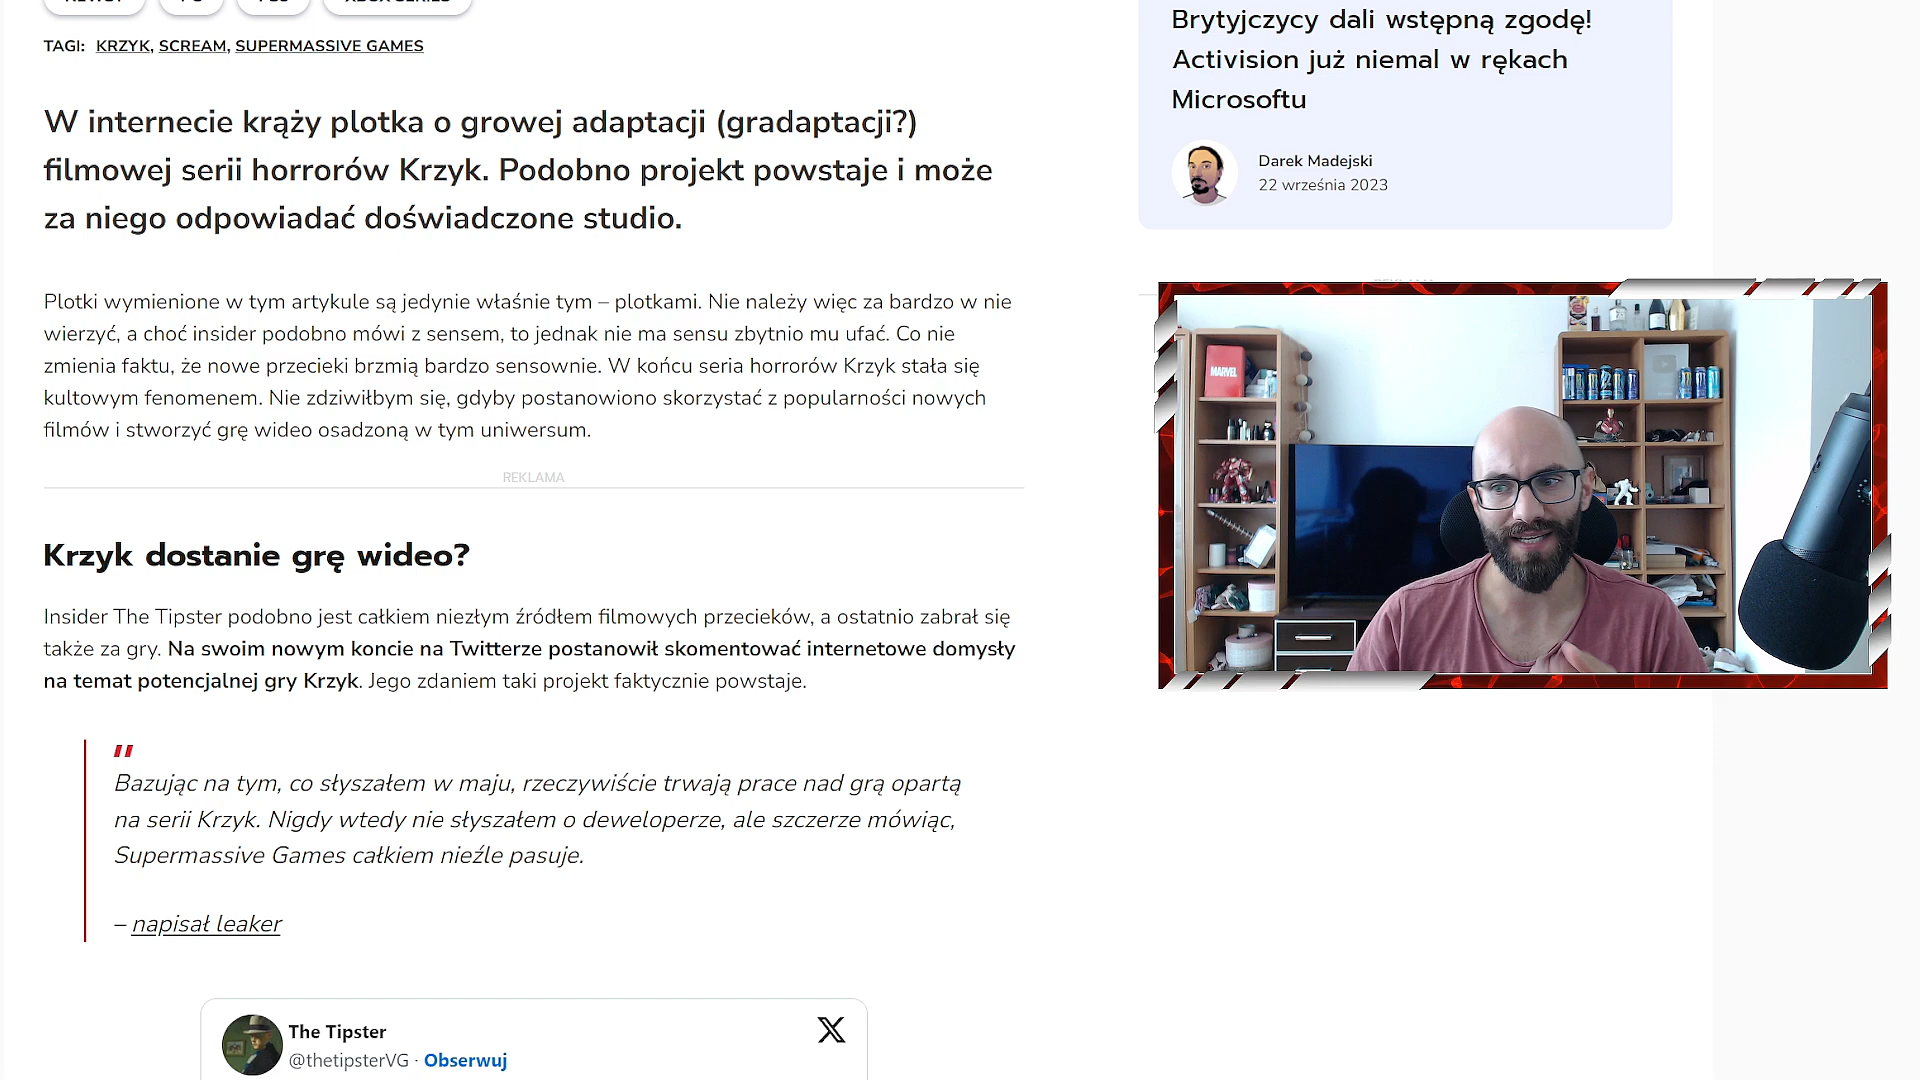 TAGI: KRZYK, SCREAM, SUPERMASSIVE GAMES
W internecie krąży plotka o growej adaptacji (gradaptacji?)
filmowej serii horrorów Krzyk. Podobno projekt powstaje i może
za niego odpowiadać doświadczone studio.
Plotki wymienione w tym artykule są jedynie właśnie tym – plotkami. Nie należy więc za bardzo w nie
wierzyć, a choć insider podobno mówi z sensem, to jednak nie ma sensu zbytnio mu ufać. Co nie
zmienia faktu, że nowe przecieki brzmią bardzo sensownie. W końcu seria horrorów Krzyk stała się
kultowym fenomenem. Nie zdziwiłbym się, gdyby postanowiono skorzystać z popularności nowych
filmów i stworzyć grę wideo osadzoną w tym uniwersum.
REKLAMA
Krzyk dostanie grę wideo?
Insider The Tipster podobno jest całkiem niezłym źródłem filmowych przecieków, a ostatnio zabrał się
także za gry. Na swoim nowym koncie na Twitterze postanowił skomentować internetowe domysły
na temat potencjalnej gry Krzyk. Jego zdaniem taki projekt faktycznie powstaje.
"
Bazując na tym, co słyszałem w maju, rzeczywiście trwają prace nad grą opartą
na serii Krzyk. Nigdy wtedy nie słyszałem o deweloperze, ale szczerze mówiąc,
Supermassive Games całkiem nieźle pasuje.
– napisał leaker
The Tipster
@thetipsterVG · Obserwuj
Brytyjczycy dali wstępną zgodę!
Activision już niemal w rękach
Microsoftu
Darek Madejski
22 września 2023
MARVEL